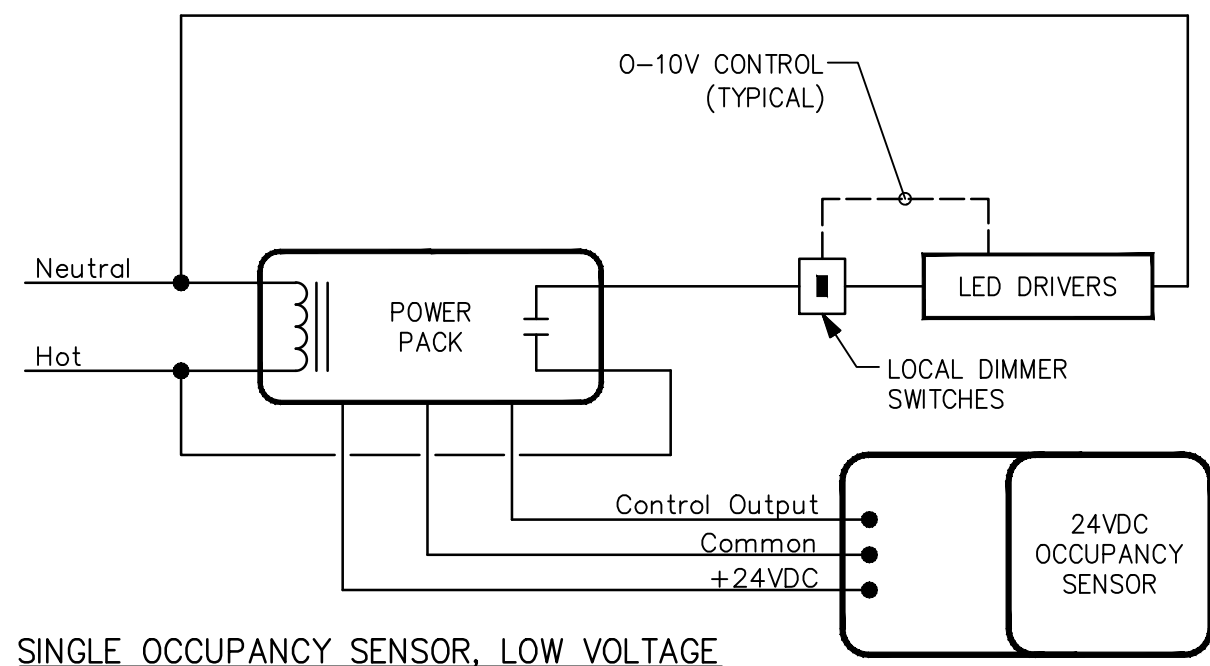 0-10V CONTROL
(TYPICAL)
Neutral
POWER
PACK
LED DRIVERS
Hot
LOCAL DIMMER
SWITCHES
Control Output
Common
+24VDC
24VDC
OCCUPANCY
SENSOR
SINGLE OCCUPANCY SENSOR, LOW VOLTAGE